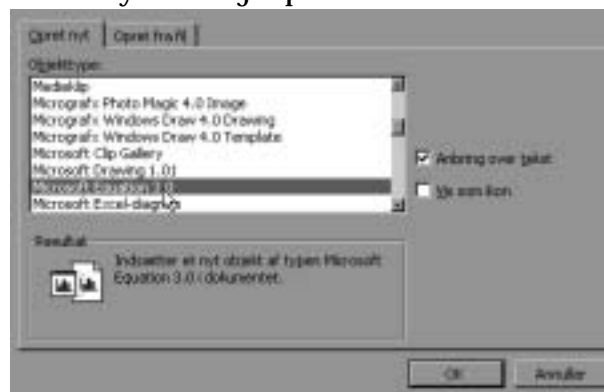 Opret nyt
Opret fra fil
Objekttype:
Medieklip
Micrografx Photo Magic 4.0 Image
Micrografx Windows Draw 4.0 Drawing
Micrografx Windows Draw 4.0 Template
Microsoft Clip Gallery
Microsoft Drawing 1.01
Microsoft Equation 3.0
Microsoft Excel-diagram
Anbring over tekst
Vis som ikon
Resultat
Indsætter et nyt objekt af typen Microsoft
Equation 3.0 i dokumentet.
OK
Annuller